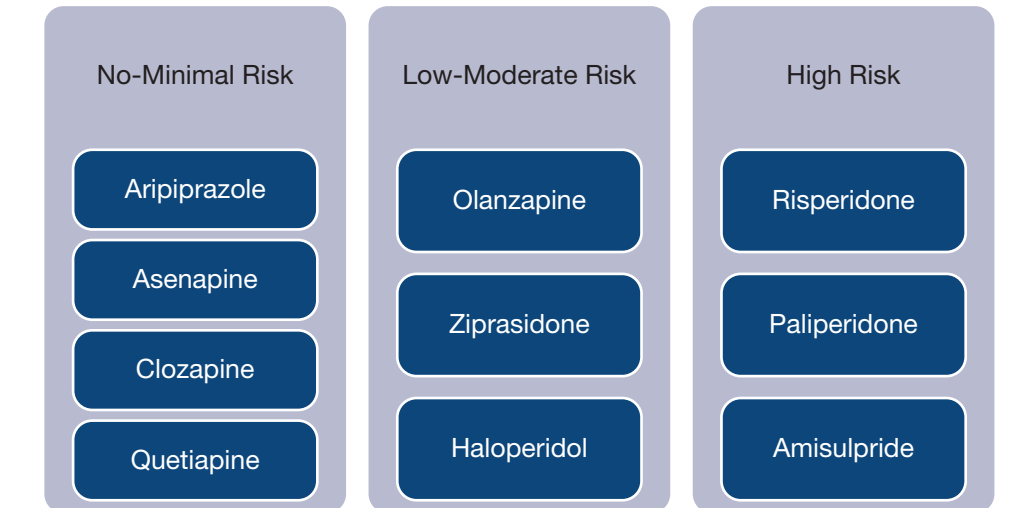 No-Minimal Risk
Aripiprazole
Asenapine
Clozapine
Quetiapine
Low-Moderate Risk
Olanzapine
Ziprasidone
Haloperidol
High Risk
Risperidone
Paliperidone
Amisulpride